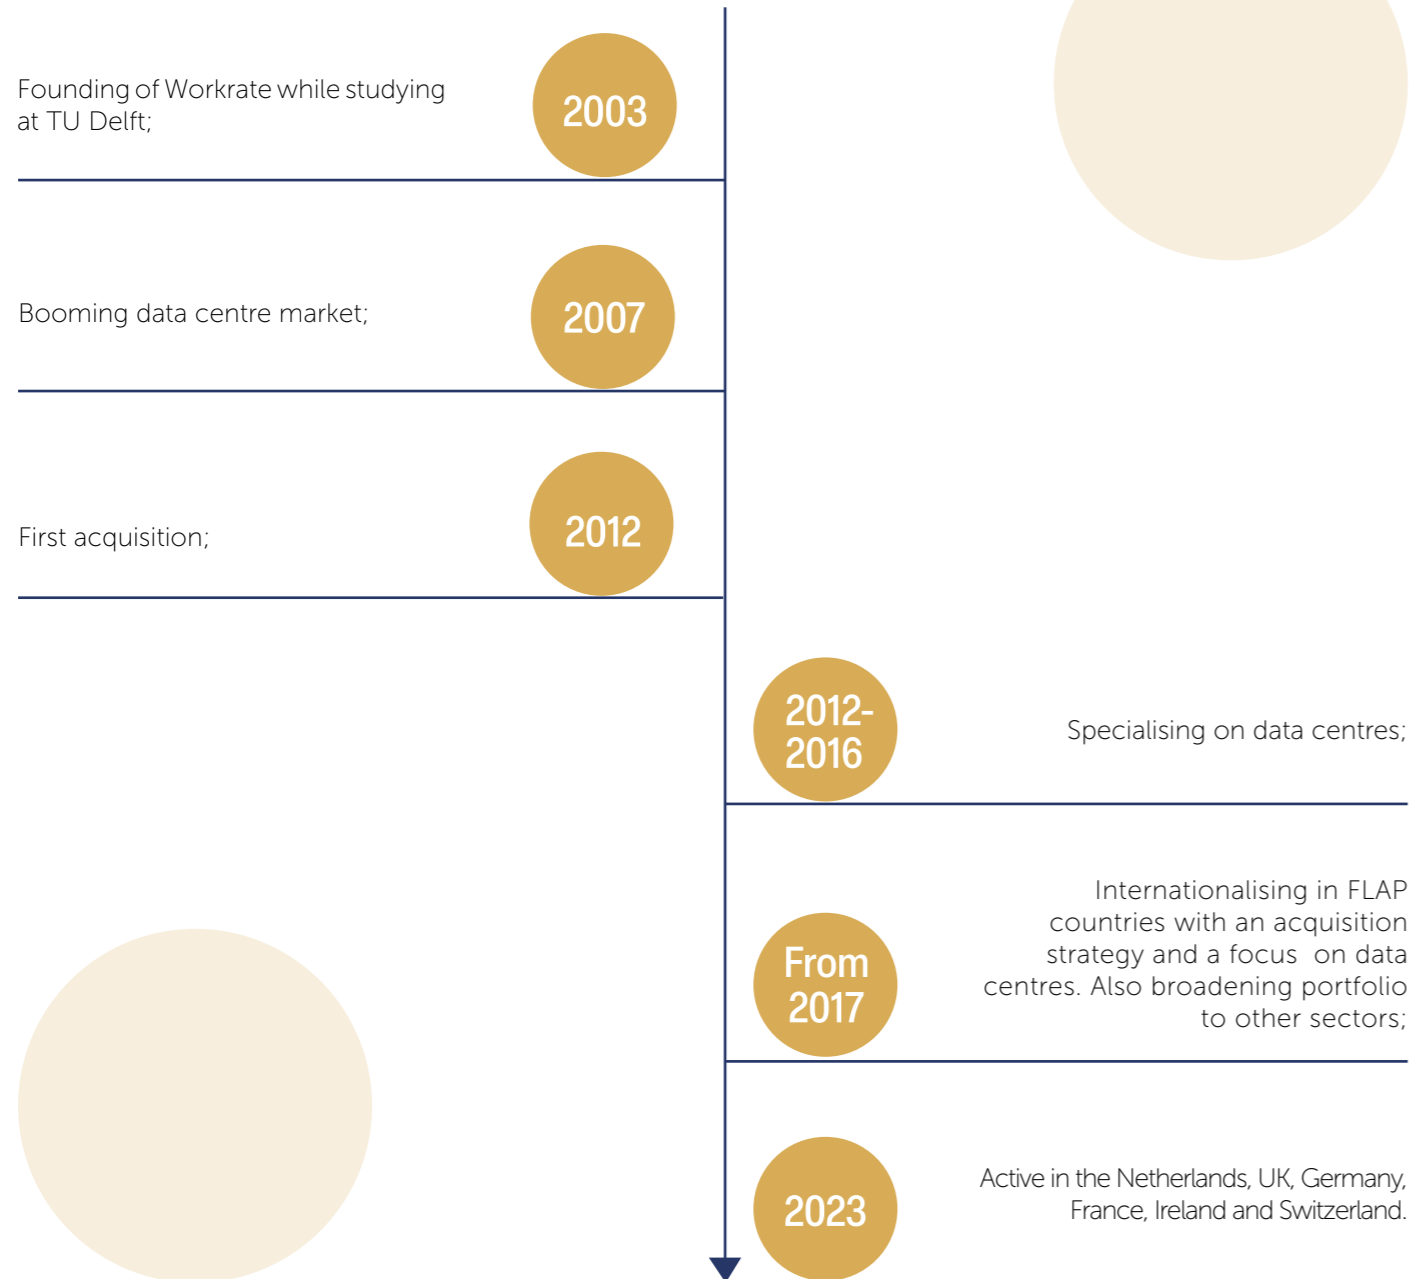 Founding of Workrate while studying
at TU Delft;
2003
Booming data centre market;
2007
First acquisition;
2012
2012-
2016
Specialising on data centres;
From
2017
Internationalising in FLAP
countries with an acquisition
strategy and a focus  on data
centres. Also broadening portfolio
to other sectors;
2023
Active in the Netherlands, UK, Germany,
France, Ireland and Switzerland.